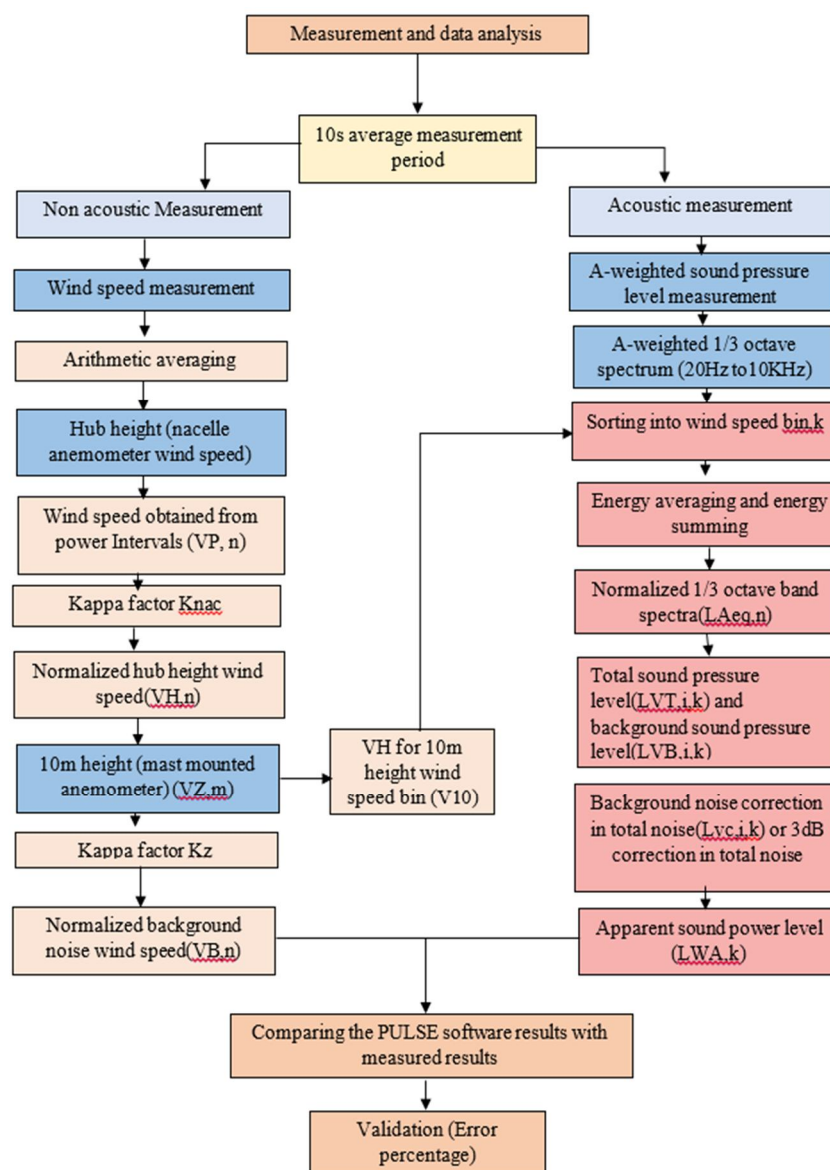 Measurement and data analysis
10s average measurement
period
Non acoustic Measurement
Wind speed measurement
Arithmetic averaging
Hub height (nacelle
anemometer wind speed)
Wind speed obtained from
power Intervals (VP, n)
Kappa factor Knac
Normalized hub height wind
speed(VH,n)
10m height (mast mounted
anemometer) (VZ,m)
Kappa factor Kz
Normalized background
noise wind speed(VB,n)
VH for 10m
height wind
speed bin (V10)
Acoustic measurement
A-weighted sound pressure
level measurement
A-weighted 1/3 octave
spectrum (20Hz to10KHz)
Sorting into wind speed bin,k
Energy averaging and energy
summing
Normalized 1/3 octave band
spectra(LAeq,n)
Total sound pressure
level(LVT,i,k) and
background sound pressure
level(LVB,i,k)
Background noise correction
in total noise(Lvc,i,k) or 3dB
correction in total noise
Apparent sound power level
(LWA,k)
Comparing the PULSE software results with
measured results
Validation (Error
percentage)